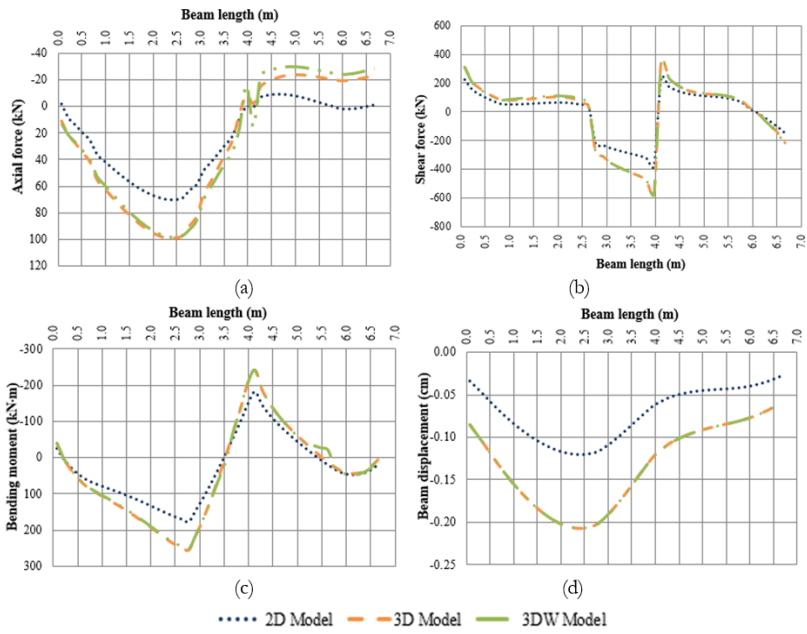 Beam length (m)
0.0 0.5 1.0 1.5 2.0 2.5 3.0 3.5 4.0 4.5 5.0 5.5 6.0 6.5 7.0
Axial force (kN)
-40
-20
0
20
40
60
80
100
120
(a)
Shear force (kN)
600
400
200
0
-200
-400
-600
-800
0.0 0.5 1.0 1.5 2.0 2.5 3.0 3.5 4.0 4.5 5.0 5.5 6.0 6.5 7.0
Beam length (m)
(b)
Beam length (m)
0.0 0.5 1.0 1.5 2.0 2.5 3.0 3.5 4.0 4.5 5.0 5.5 6.0 6.5 7.0
Bending moment (kN·m)
-300
-200
-100
0
100
200
300
(c)
Beam length (m)
0.0 0.5 1.0 1.5 2.0 2.5 3.0 3.5 4.0 4.5 5.0 5.5 6.0 6.5 7.0
Beam displacement (cm)
0.00
-0.05
-0.10
-0.15
-0.20
-0.25
(d)
2D Model 3D Model 3DW Model